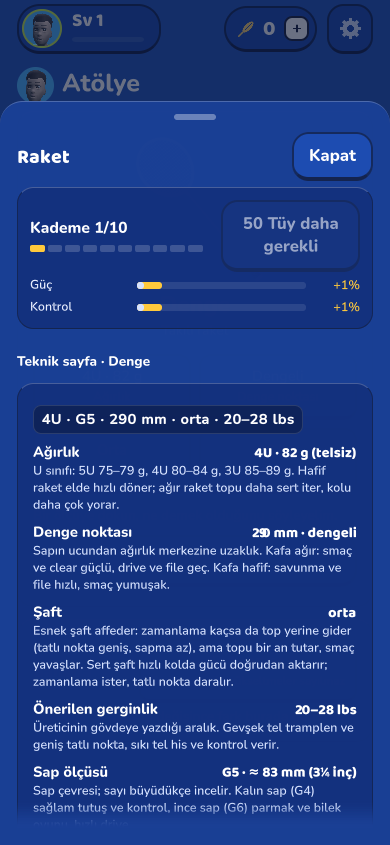 Sv 1
0
+
Atölye
Raket
Kapat
Kademe 1/10
50 Tüy daha
gerekli
Güç
+1%
Kontrol
+1%
Teknik sayfa · Denge
4U · G5 · 290 mm · orta · 20–28 lbs
Ağırlık
4U · 82 g (telsiz)
U sınıfı: 5U 75–79 g, 4U 80–84 g, 3U 85–89 g. Hafif
raket elde hızlı döner; ağır raket topu daha sert iter, kolu
daha çok yorar.
Denge noktası
290 mm · dengeli
Sapın ucundan ağırlık merkezine uzaklık. Kafa ağır: smaç
ve clear güçlü, drive ve file geç. Kafa hafif: savunma ve
file hızlı, smaç yumuşak.
Şaft
orta
Esnek şaft affeder: zamanlama kaçsa da top yerine gider
(tatlı nokta geniş, sapma az), ama topu bir an tutar, smaç
yavaşlar. Sert şaft hızlı kolda gücü doğrudan aktarır;
zamanlama ister, tatlı nokta daralır.
Önerilen gerginlik
20–28 lbs
Üreticinin gövdeye yazdığı aralık. Gevşek tel tramplen ve
geniş tatlı nokta, sıkı tel his ve kontrol verir.
Sap ölçüsü
G5 · ≈ 83 mm (3¼ inç)
Sap çevresi; sayı büyüdükçe incelir. Kalın sap (G4)
sağlam tutuş ve kontrol, ince sap (G6) parmak ve bilek